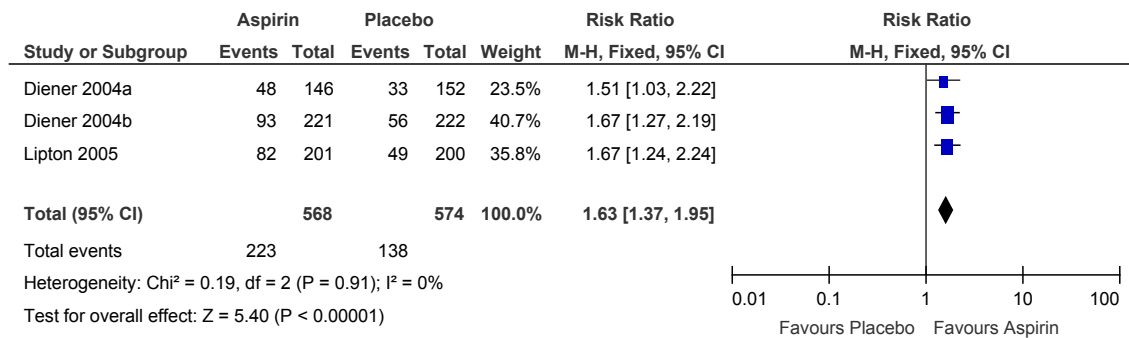 Aspirin Placebo Risk Ratio Risk Ratio
Study or Subgroup Events Total Events Total Weight M-H, Fixed, 95% CI M-H, Fixed, 95% CI
Diener 2004a 48 146 33 152 23.5% 1.51 [1.03, 2.22]
Diener 2004b 93 221 56 222 40.7% 1.67 [1.27, 2.19]
Lipton 2005 82 201 49 200 35.8% 1.67 [1.24, 2.24]
Total (95% CI) 568 574 100.0% 1.63 [1.37, 1.95]
Total events 223 138
Heterogeneity: Chi² = 0.19, df = 2 (P = 0.91); I² = 0%
Test for overall effect: Z = 5.40 (P < 0.00001)
0.01 0.1 1 10 100
Favours Placebo Favours Aspirin